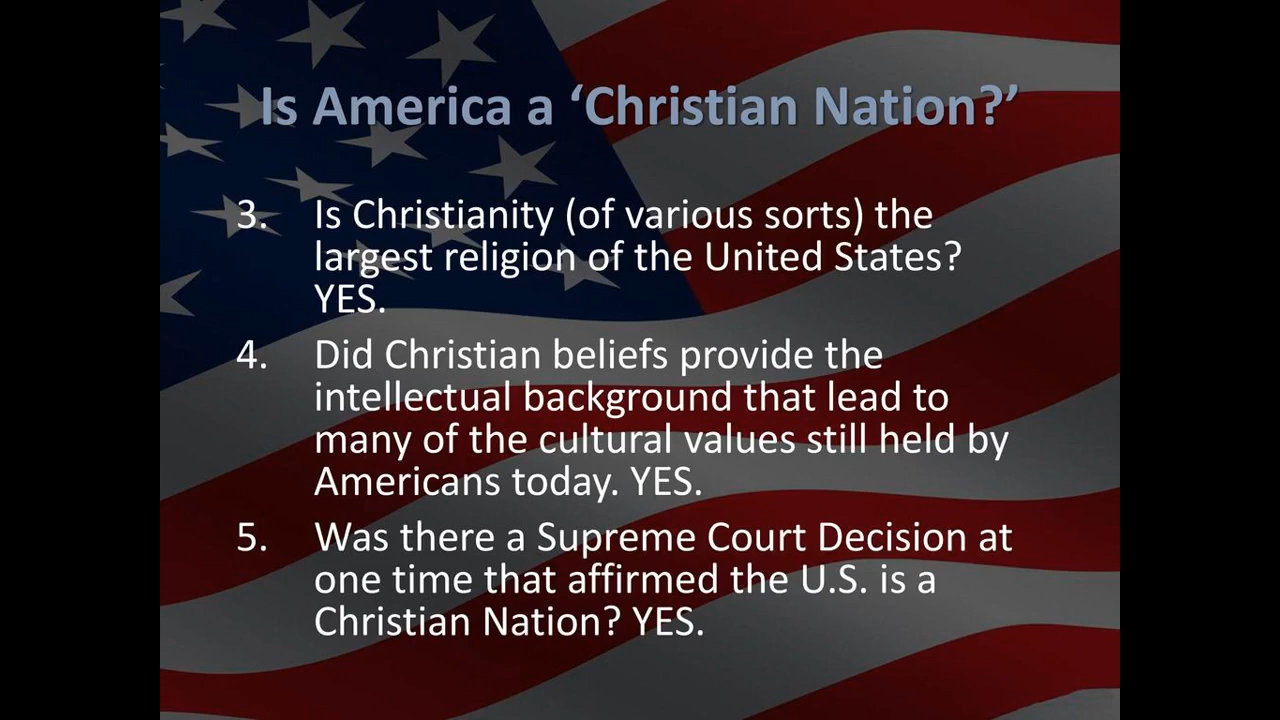 Is America a ‘Christian Nation?’
3. Is Christianity (of various sorts) the
largest religion of the United States?
YES.
4. Did Christian beliefs provide the
intellectual background that lead to
many of the cultural values still held by
Americans today. YES.
5. Was there a Supreme Court Decision at
one time that affirmed the U.S. is a
Christian Nation? YES.